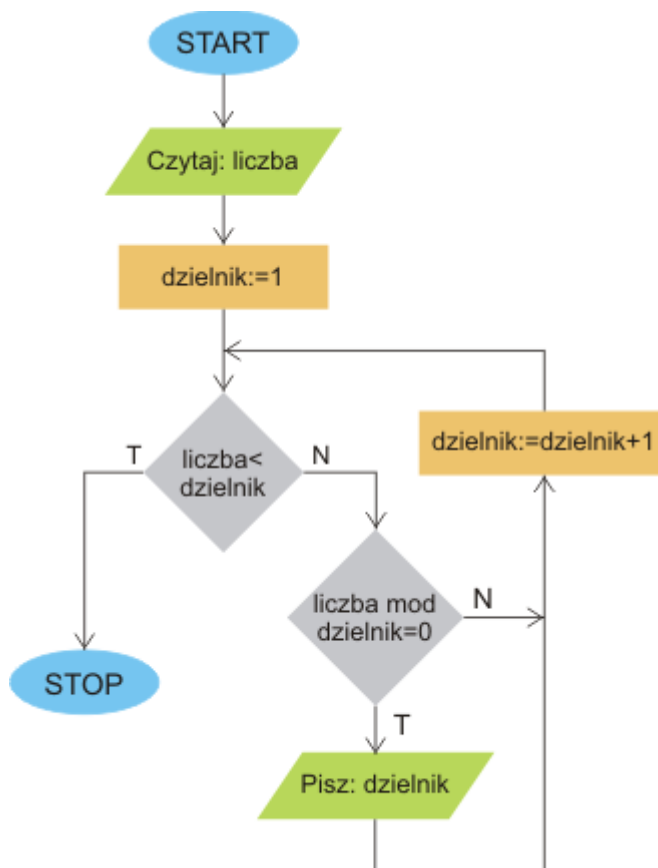 START
Czytaj: liczba
dzielnik:=1
dzielnik:=dzielnik+1
T
liczba<
dzielnik
N
liczba mod
dzielnik=0
N
STOP
T
Pisz: dzielnik